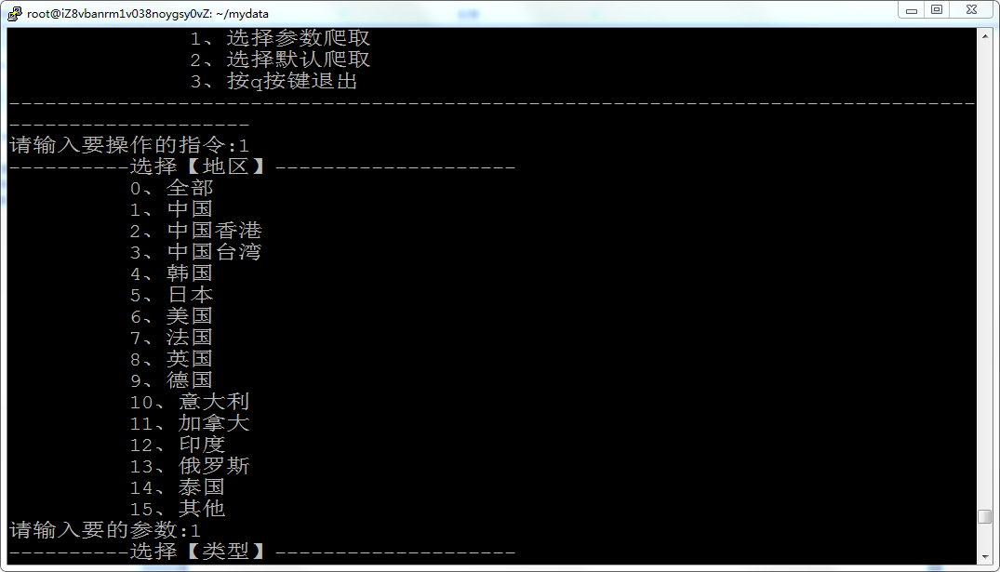 root@iZ8vbanrm1v038noygsy0vZ: ~/mydata
1、选择参数爬取
2、选择默认爬取
3、按q按键退出
--------------------------------------------------------------------------------
--------------------
请输入要操作的指令:1
----------选择【地区】--------------------
0、全部
1、中国
2、中国香港
3、中国台湾
4、韩国
5、日本
6、美国
7、法国
8、英国
9、德国
10、意大利
11、加拿大
12、印度
13、俄罗斯
14、泰国
15、其他
请输入要的参数:1
----------选择【类型】--------------------